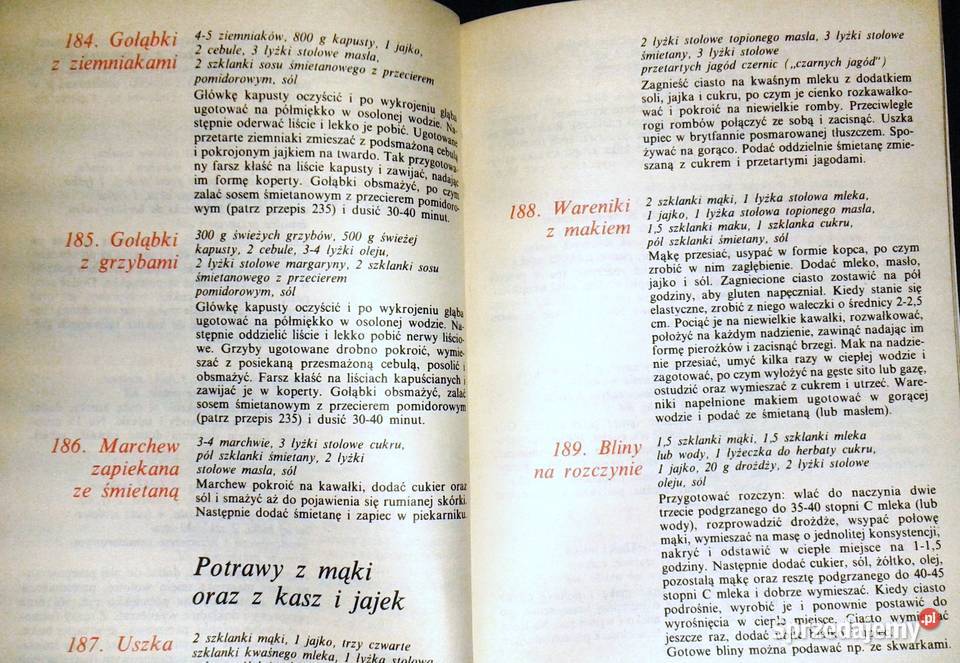 184. Gołąbki
z ziemniakami
4-5 ziemniaków, 800 g kapusty, 1 jajko,
2 cebule, 3 łyżki stołowe masła,
2 szklanki sosu śmietanowego z przecierem
pomidorowym, sól
Główkę kapusty oczyścić i po wykrojeniu głąba
ugotować na półmiękko w osolonej wodzie. Na-
stępnie oderwać liście i lekko je pobić. Ugotowane
przetarte ziemniaki zmieszać z podsmażoną cebulą
i pokrojonym jajkiem na twardo. Tak przygotowa-
ny farsz kłaść na liście kapusty i zawijać, nadając
im formę koperty. Gołąbki obsmażyć, po czym
zalać sosem śmietanowym z przecierem pomidoro-
wym (patrz przepis 235) i dusić 30-40 minut.
185. Gołąbki
z grzybami
300 g świeżych grzybów, 500 g świeżej
kapusty, 2 cebule, 3-4 łyżki oleju,
2 łyżki stołowe margaryny, 2 szklanki sosu
śmietanowego z przecierem
pomidorowym, sól
Główkę kapusty oczyścić i po wykrojeniu głąba
ugotować na półmiękko w osolonej wodzie. Na-
stępnie oddzielić liście i lekko pobić nerwy liścio-
we. Grzyby ugotowane drobno pokroić, wymie-
szać z posiekaną przesmażoną cebulą, posolić i
obsmażyć. Farsz kłaść na liściach kapuścianych i
zawijać je w koperty. Gołąbki obsmażyć, zalać
sosem śmietanowym z przecierem pomidorowym
(patrz przepis 235) i dusić 30-40 minut.
186. Marchew
zapiekana
ze śmietaną
3-4 marchwie, 3 łyżki stołowe cukru,
pół szklanki śmietany, 2 łyżki
stołowe masła, sól
Marchew pokroić na kawałki, dodać cukier oraz
sól i smażyć aż do pojawienia się rumianej skórki.
Następnie dodać śmietanę i zapiec w piekarniku.
Potrawy z mąki
oraz z kasz i jajek
187. Uszka
2 szklanki mąki, 1 jajko, trzy czwarte
szklanki kwaśnego mleka, 1 łyżka stołowa
2 łyżki stołowe topionego masła, 3 łyżki stołowe
śmietany, 3 łyżki stołowe
przetartych jagód czernic („czarnych jagód")
Zagnieść ciasto na kwaśnym mleku z dodatkiem
soli, jajka i cukru, po czym je cienko rozkawałko-
wać i pokroić na niewielkie romby. Przeciwległe
rogi rombów połączyć ze sobą i zacisnąć. Uszka
upiec w brytfannie posmarowanej tłuszczem. Spo-
żywać na gorąco. Podać oddzielnie śmietanę zmie-
szaną z cukrem i przetartymi jagodami.
188. Wareniki
z makiem
2 szklanki mąki, 1 łyżka stołowa mleka,
1 jajko, 1 łyżka stołowa topionego masła,
1,5 szklanki maku, 1 szklanka cukru,
pół szklanki śmietany, sól
Mąkę przesiać, usypać w formie kopca, po czym
zrobić w nim zagłębienie. Dodać mleko, masło,
jajko i sól. Zagniecione ciasto zostawić na pół
godziny, aby gluten napęczniał. Kiedy stanie się
elastyczne, zrobić z niego wałeczki o średnicy 2-2,5
cm. Pociąć je na niewielkie kawałki, rozwałkować,
położyć na każdym nadzienie, zawinąć nadając im
formę pierożków i zacisnąć brzegi. Mak na nadzie-
nie przesiać, umyć kilka razy w ciepłej wodzie i
zagotować, po czym wyłożyć na gęste sito lub gazę,
ostudzić oraz wymieszać z cukrem i utrzeć. Ware-
niki napełnione makiem ugotować w gorącej
wodzie i podać ze śmietaną (lub masłem).
189. Bliny
na rozczynie
1,5 szklanki mąki, 1,5 szklanki mleka
lub wody, 1 łyżeczka do herbaty cukru,
1 jajko, 20 g drożdży, 2 łyżki stołowe
oleju, sól
Przygotować rozczyn: wlać do naczynia dwie
trzecie podgrzanego do 35-40 stopni C mleka (lub
wody), rozprowadzić drożdże, wsypać połowę
mąki, wymieszać na masę o jednolitej konsystencji,
nakryć i odstawić w ciepłe miejsce na 1-1,5
godziny. Następnie dodać cukier, sól, żółtko, olej,
pozostałą mąkę oraz resztę podgrzanego do 40-45
stopni C mleka i dobrze wymieszać. Kiedy ciasto
podrośnie, wyrobić je i ponownie postawić do
wyrośnięcia w ciepłe miejsce. Ciasto wymieszać
jeszcze raz, dodać
Gotowe bliny można podawać np. ze skwarkami.
sprzedajemy.pl